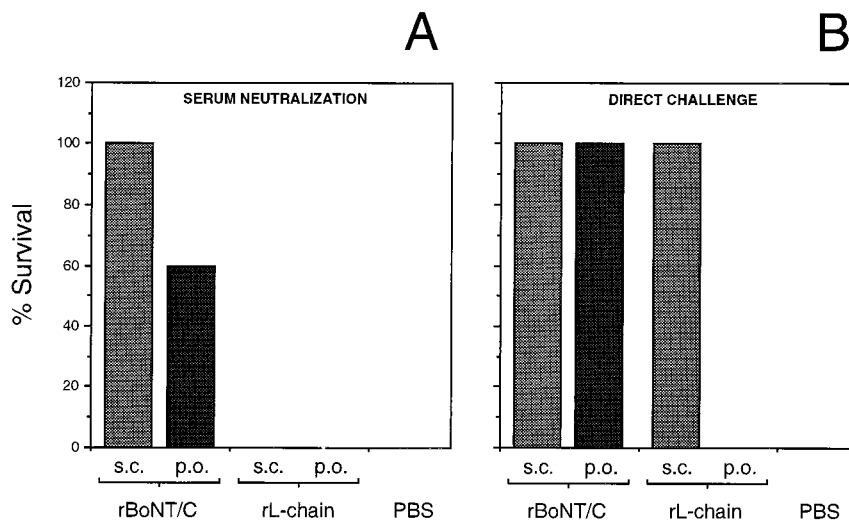 A
B
SERUM NEUTRALIZATION
DIRECT CHALLENGE
% Survival
120
100
80
60
40
20
0
s.c. p.o. s.c. p.o.
rBoNT/C rL-chain PBS
s.c. p.o. s.c. p.o.
rBoNT/C rL-chain PBS